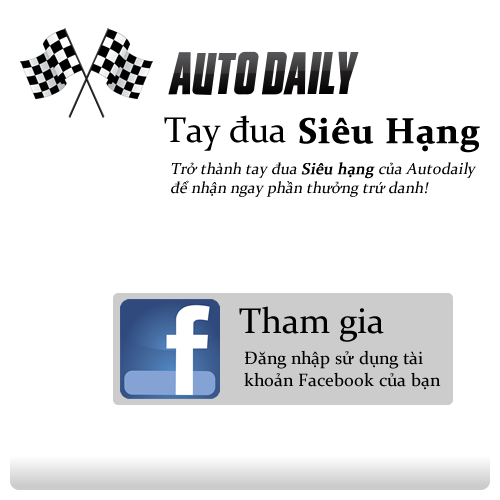 AUTO DAILY
Tay đua Siêu Hạng
Trở thành tay đua Siêu hạng của Autodaily
để nhận ngay phần thưởng trứ danh!
f
Tham gia
Đăng nhập sử dụng tài
khoản Facebook của bạn